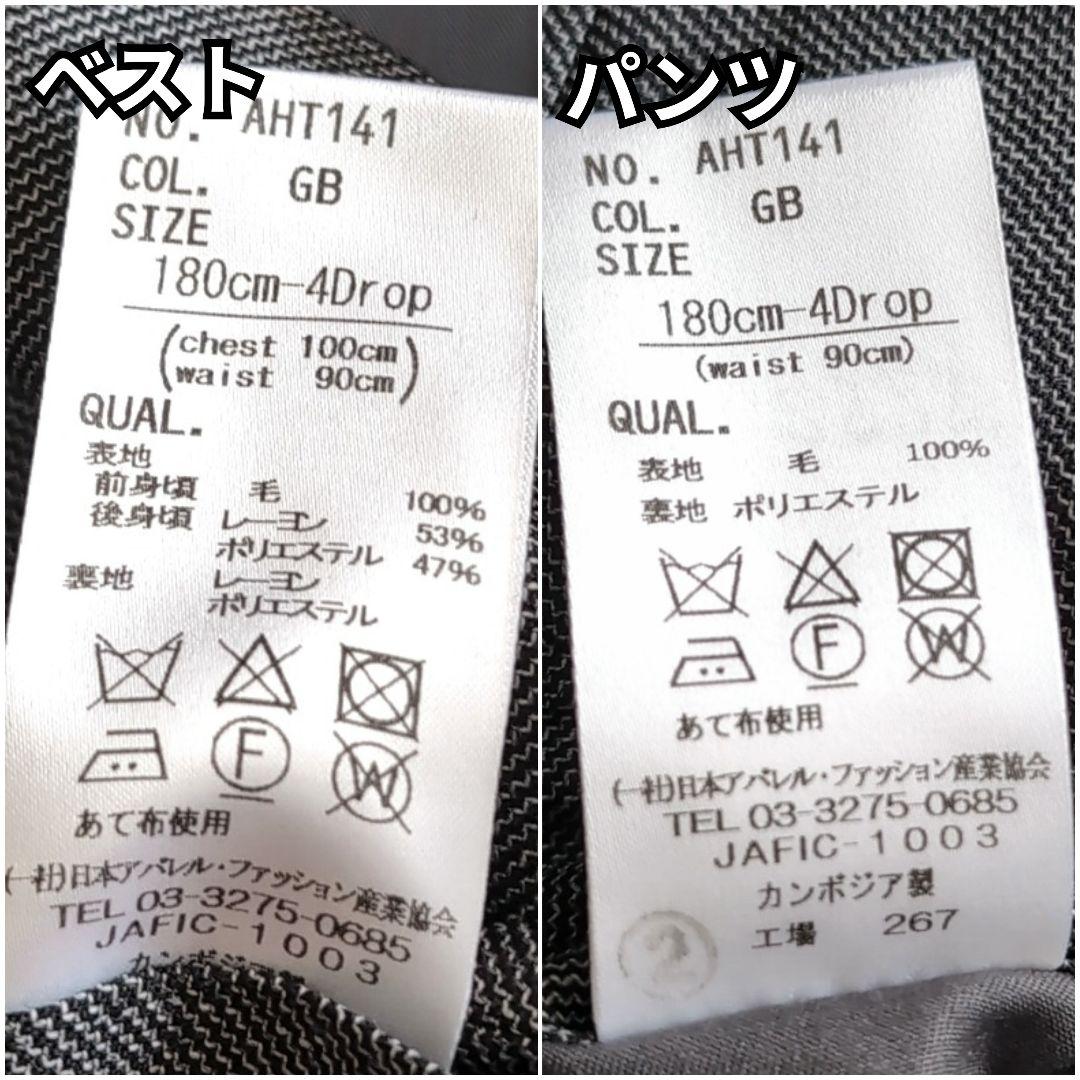 ベスト
NO. AHT141
COL. GB
SIZE
180cm-4Drop
(chest 100cm
waist 90cm)
QUAL.
表地
前身頃 毛 100%
後身頃 レーヨン 53%
ポリエステル 47%
裏地 レーヨン
ポリエステル
F
W
あて布使用
(一社)日本アパレル・ファッション産業協会
TEL 03-3275-0685
JAFIC-1003
カンボジア
パンツ
NO. AHT141
COL. GB
SIZE
180cm-4Drop
(waist 90cm)
QUAL.
表地 毛 100%
裏地 ポリエステル
F
W
あて布使用
(一社)日本アパレル・ファッション産業協会
TEL 03-3275-0685
JAFIC-1003
カンボジア製
工場 267
2